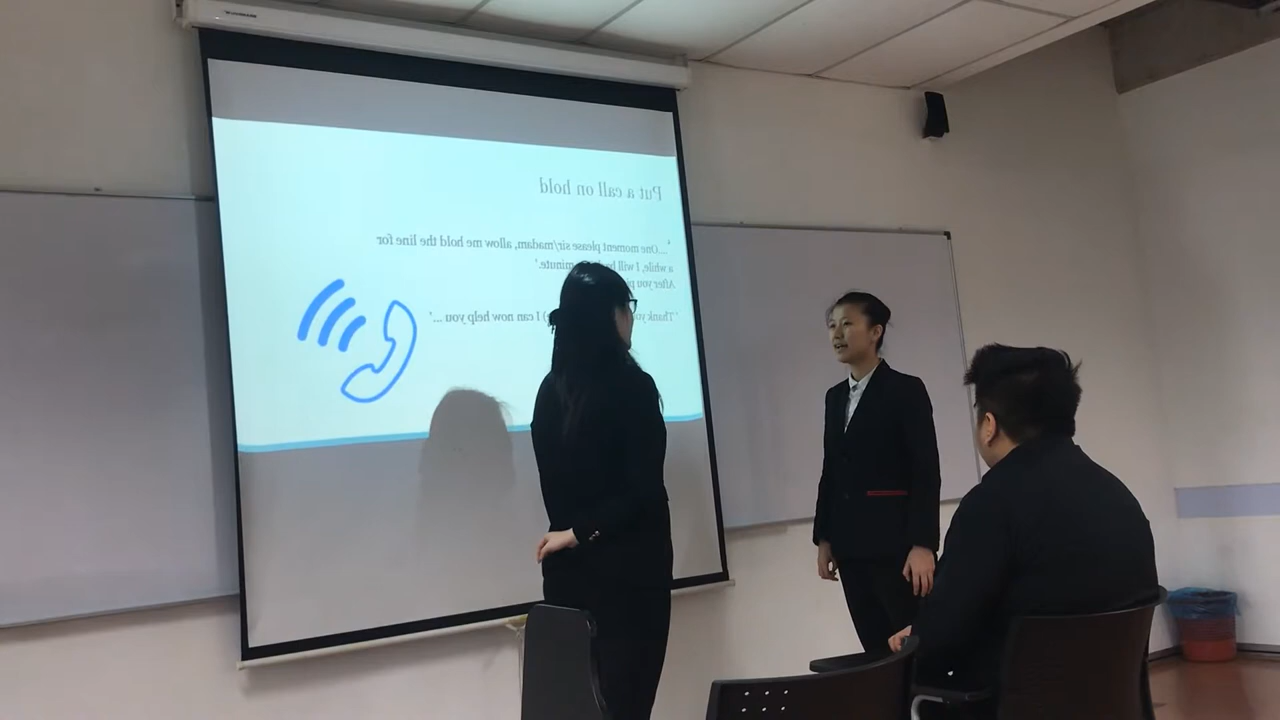 Put a call on hold
'...One moment please sir/madam, allow me hold the line for
a while, I will minute.'
After you
'Thank you I can now help you ...'